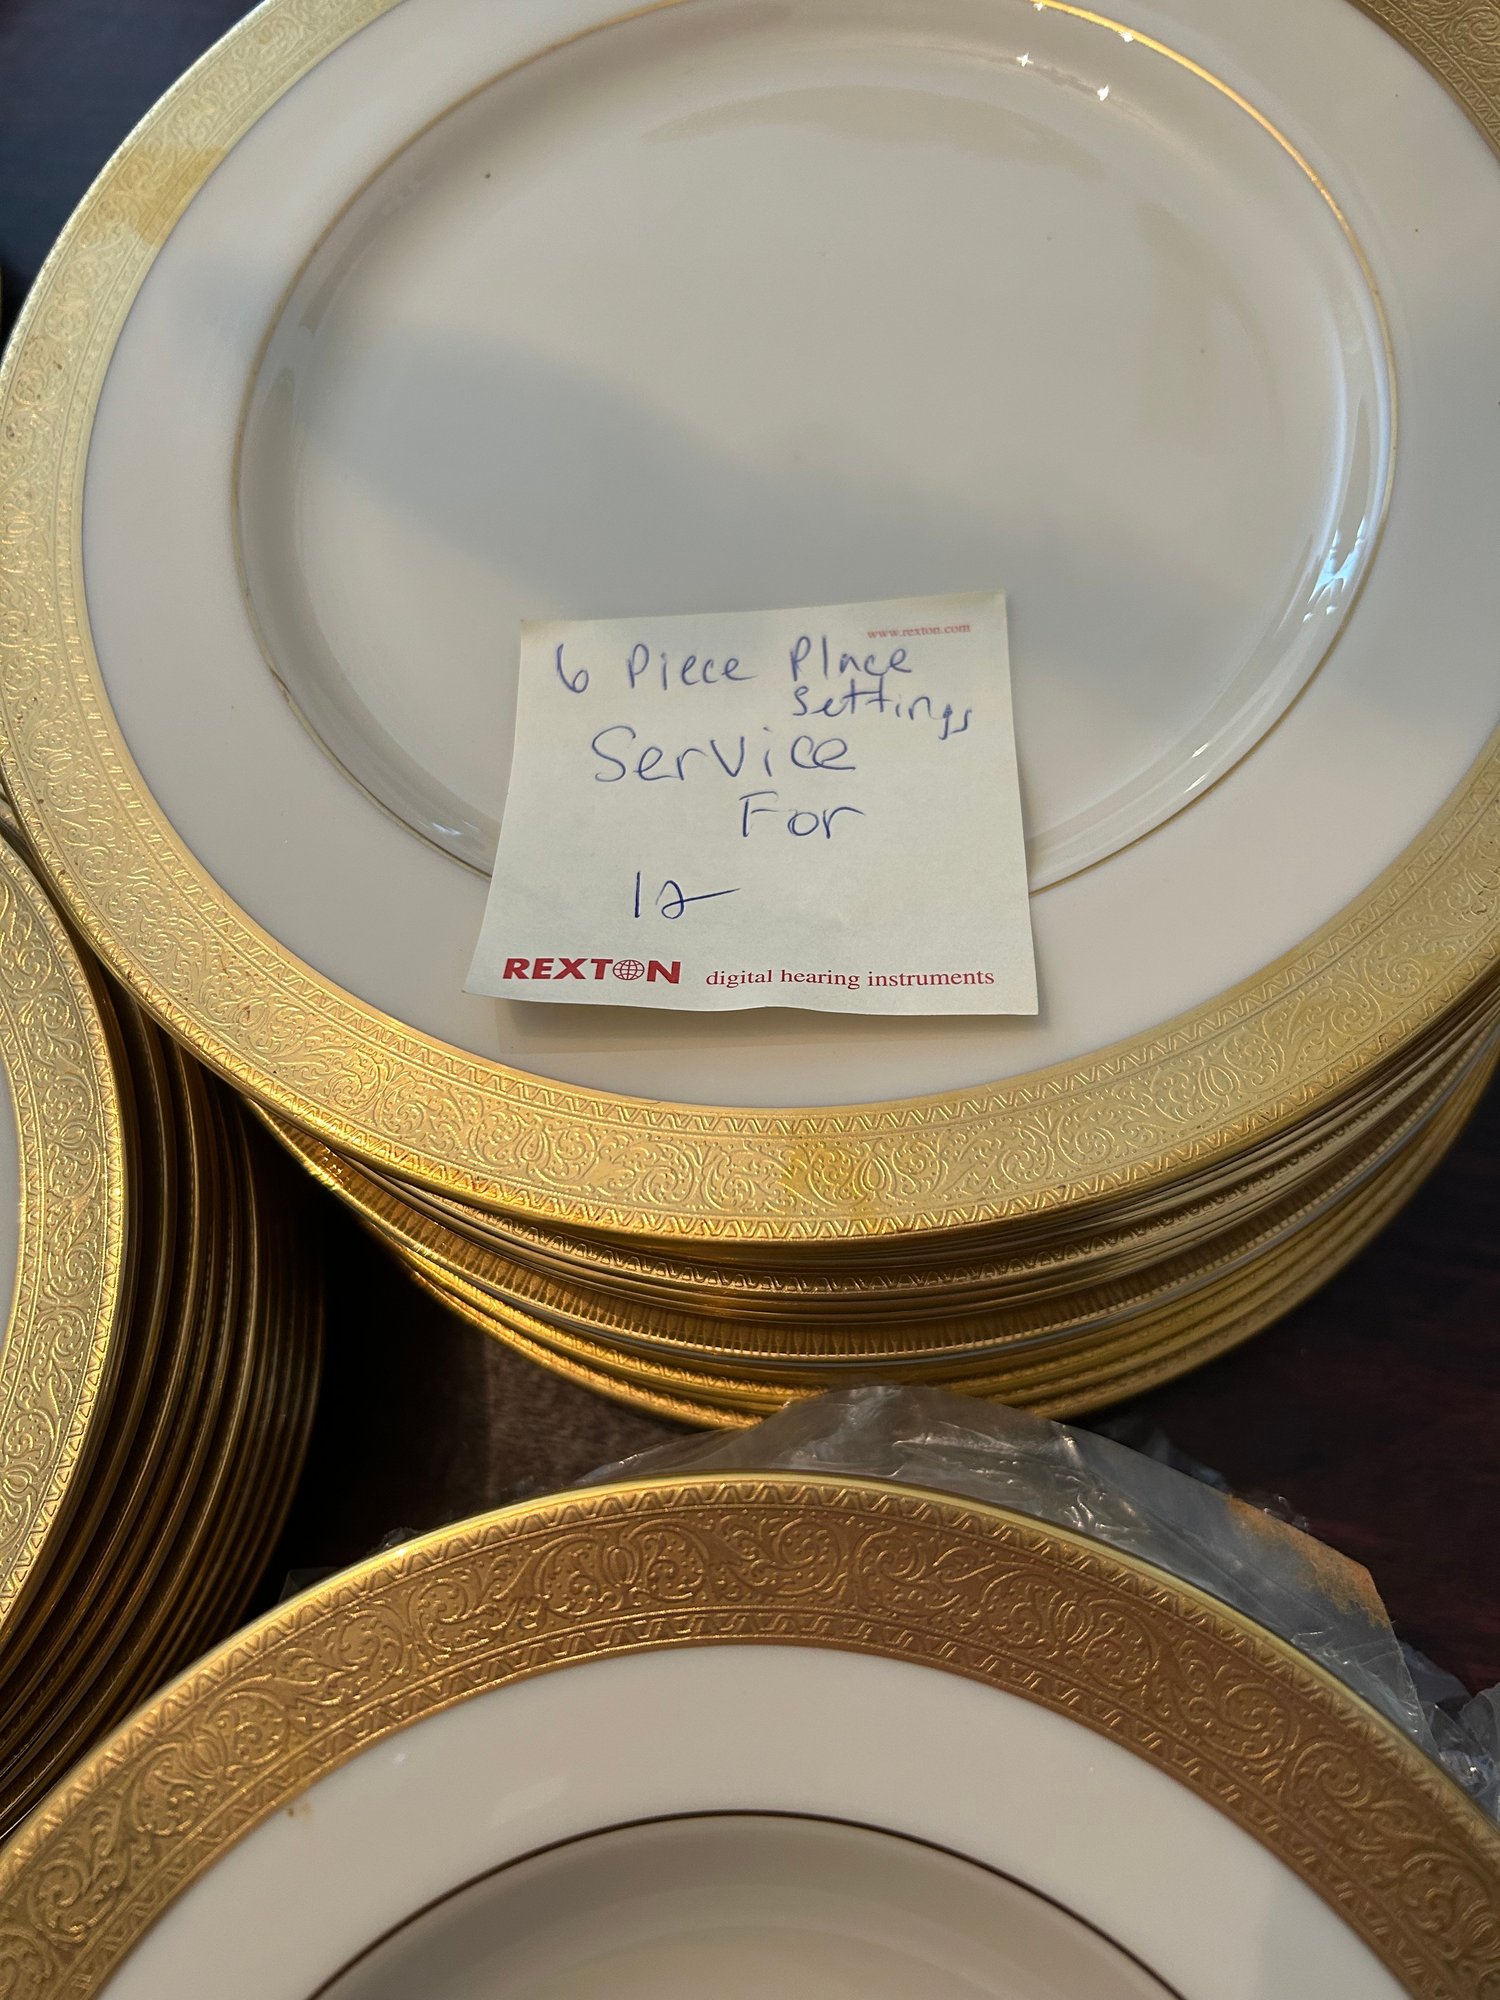 www.rexton.com
6 Piece Place
settings
Service
For
12
REXTON digital hearing instruments